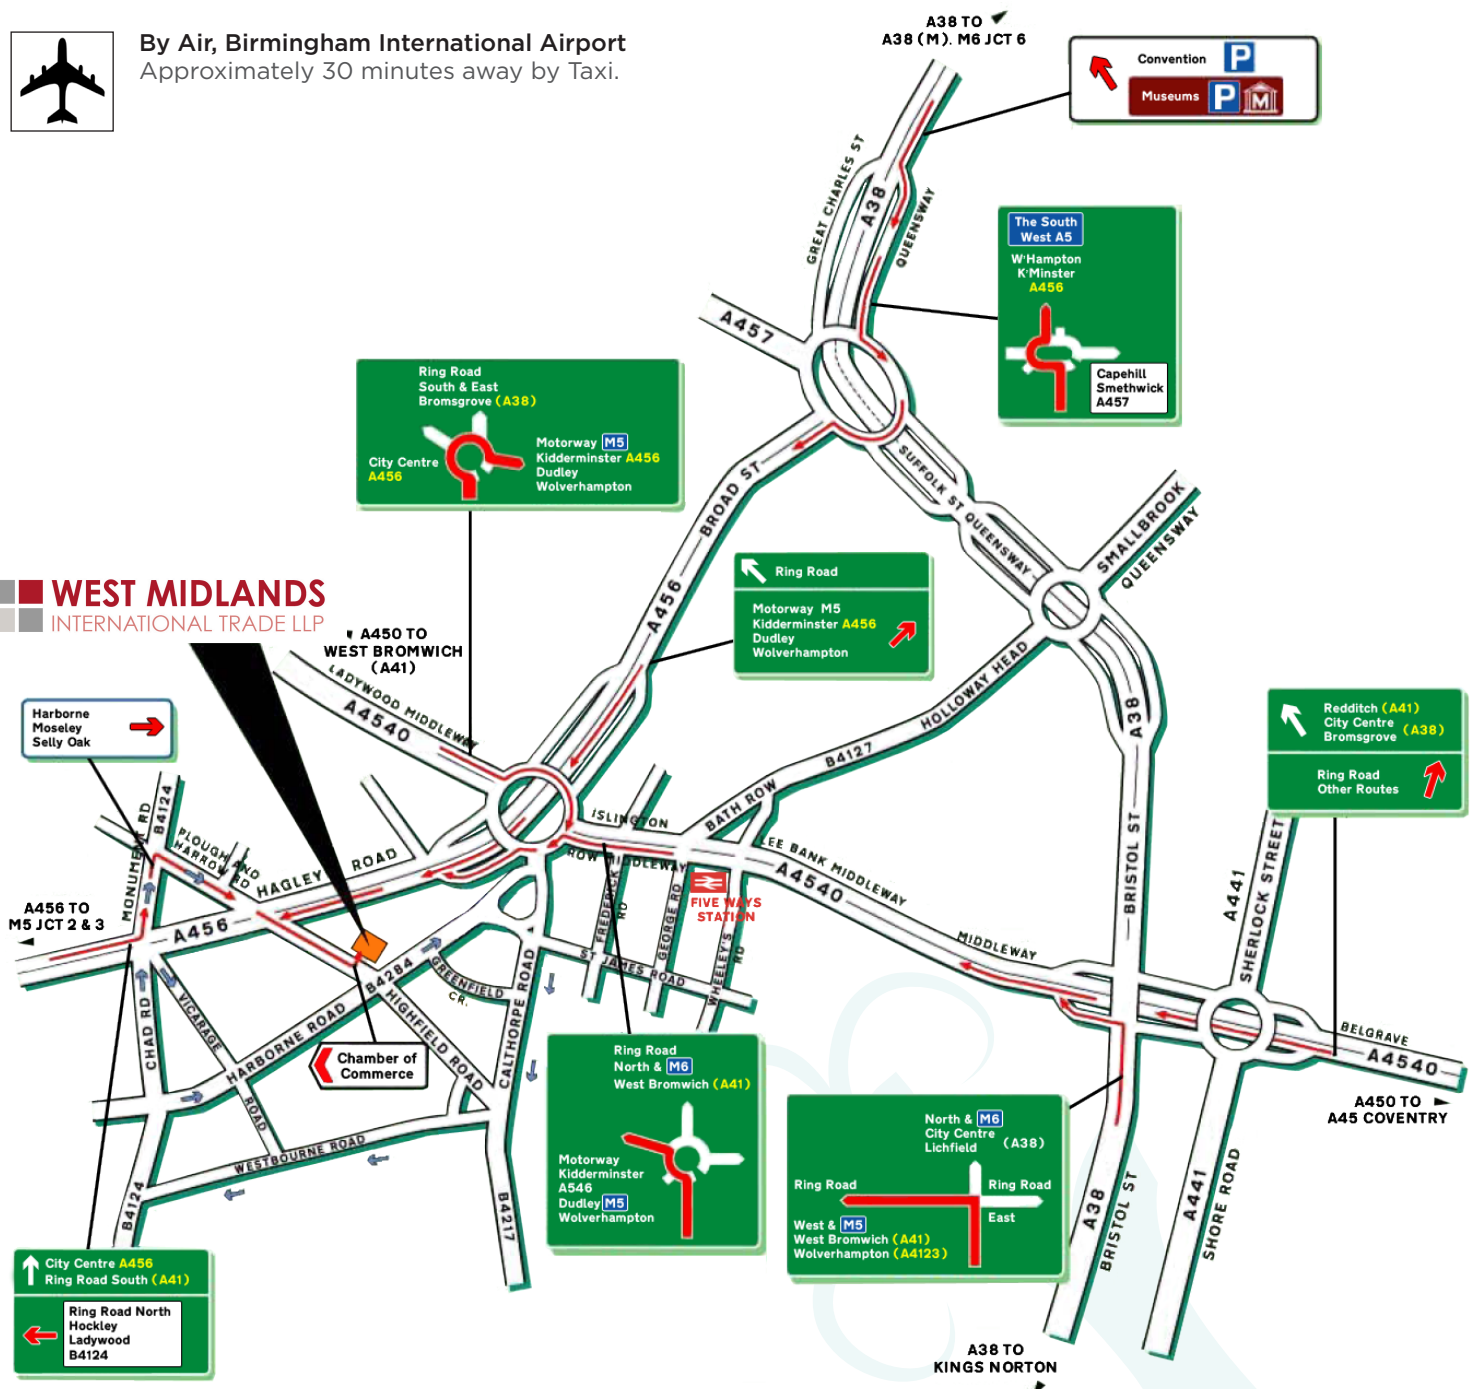 By Air, Birmingham International Airport
Approximately 30 minutes away by Taxi.
A38 TO
A38 (M). M6 JCT 6
Convention P
Museums P M
GREAT CHARLES ST
A38
QUEENSWAY
The South
West A5
W'Hampton
K'Minster
A456
Capehill
Smethwick
A457
A457
Ring Road
South & East
Bromsgrove (A38)
City Centre
A456
Motorway M5
Kidderminster A456
Dudley
Wolverhampton
BROAD ST
A456
SUFFOLK ST QUEENSWAY
SMALLBROOK
QUEENSWAY
Ring Road
Motorway M5
Kidderminster A456
Dudley
Wolverhampton
WEST MIDLANDS
INTERNATIONAL TRADE LLP
A450 TO
WEST BROMWICH
(A41)
LADYWOOD MIDDLEWAY
A4540
Harborne
Moseley
Selly Oak
HOLLOWAY HEAD
B4127
BATH ROW
A38
Redditch (A41)
City Centre
Bromsgrove (A38)
Ring Road
Other Routes
MONUMENT RD
B4124
PLOUGH AND
HARROW RD
HAGLEY ROAD
ISLINGTON
ROW MIDDLEWAY
LEE BANK MIDDLEWAY
A4540
FIVE WAYS
STATION
BRISTOL ST
A441
SHERLOCK STREET
A456 TO
M5 JCT 2 & 3
A456
FREDERICK
RD
GEORGE RD
WHEELEY'S
RD
ST JAMES ROAD
MIDDLEWAY
B4284
GREENFIELD
CR.
CALTHORPE ROAD
HIGHFIELD ROAD
HARBORNE ROAD
VICARAGE
ROAD
CHAD RD
Chamber of
Commerce
BELGRAVE
A4540
A450 TO
A45 COVENTRY
Ring Road
North & M6
West Bromwich (A41)
Motorway
Kidderminster
A546
Dudley M5
Wolverhampton
North & M6
City Centre
Lichfield (A38)
Ring Road
Ring Road
East
West & M5
West Bromwich (A41)
Wolverhampton (A4123)
WESTBOURNE ROAD
B4124
B4217
A38
BRISTOL ST
A441
SHORE ROAD
City Centre A456
Ring Road South (A41)
Ring Road North
Hockley
Ladywood
B4124
A38 TO
KINGS NORTON